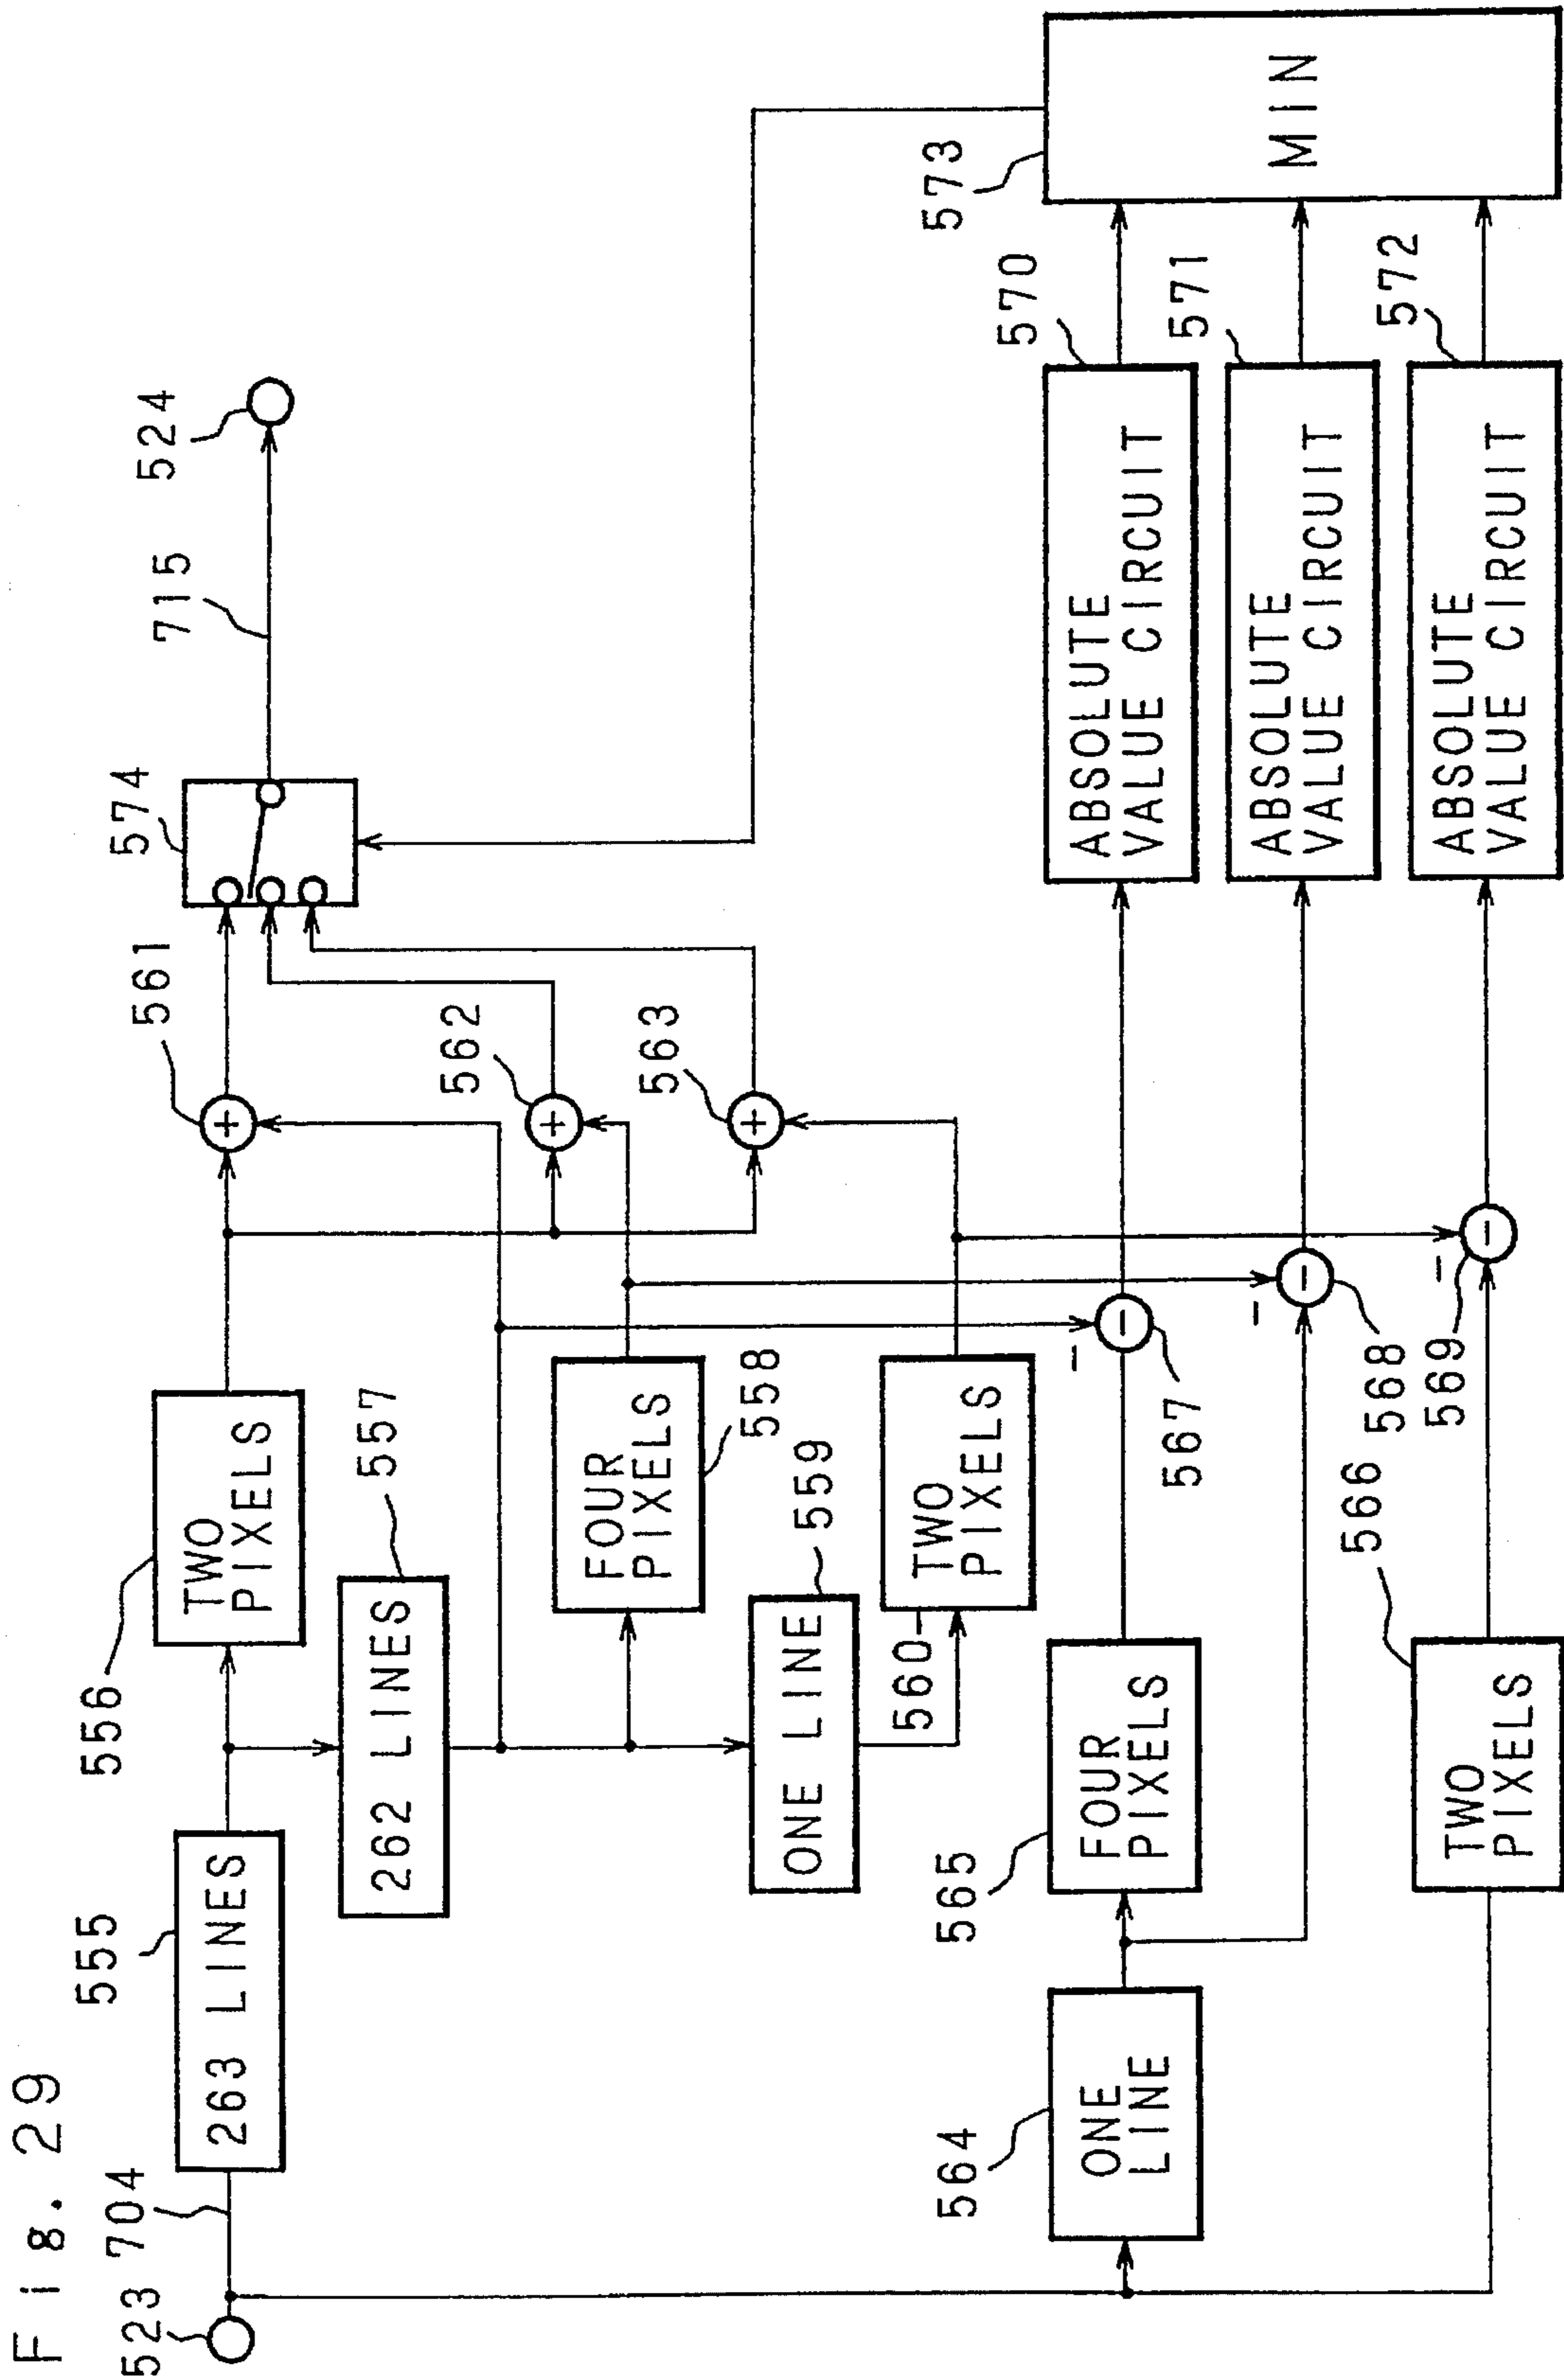 Fig. 29
523
704
555
263 LINES
556
TWO
PIXELS
557
262 LINES
558
FOUR
PIXELS
559
ONE LINE
560
TWO
PIXELS
561
+
562
+
563
+
574
715
524
564
ONE
LINE
565
FOUR
PIXELS
566
TWO
PIXELS
567
-
-
568
-
-
569
-
-
570
ABSOLUTE
VALUE CIRCUIT
571
ABSOLUTE
VALUE CIRCUIT
572
ABSOLUTE
VALUE CIRCUIT
573
MIN